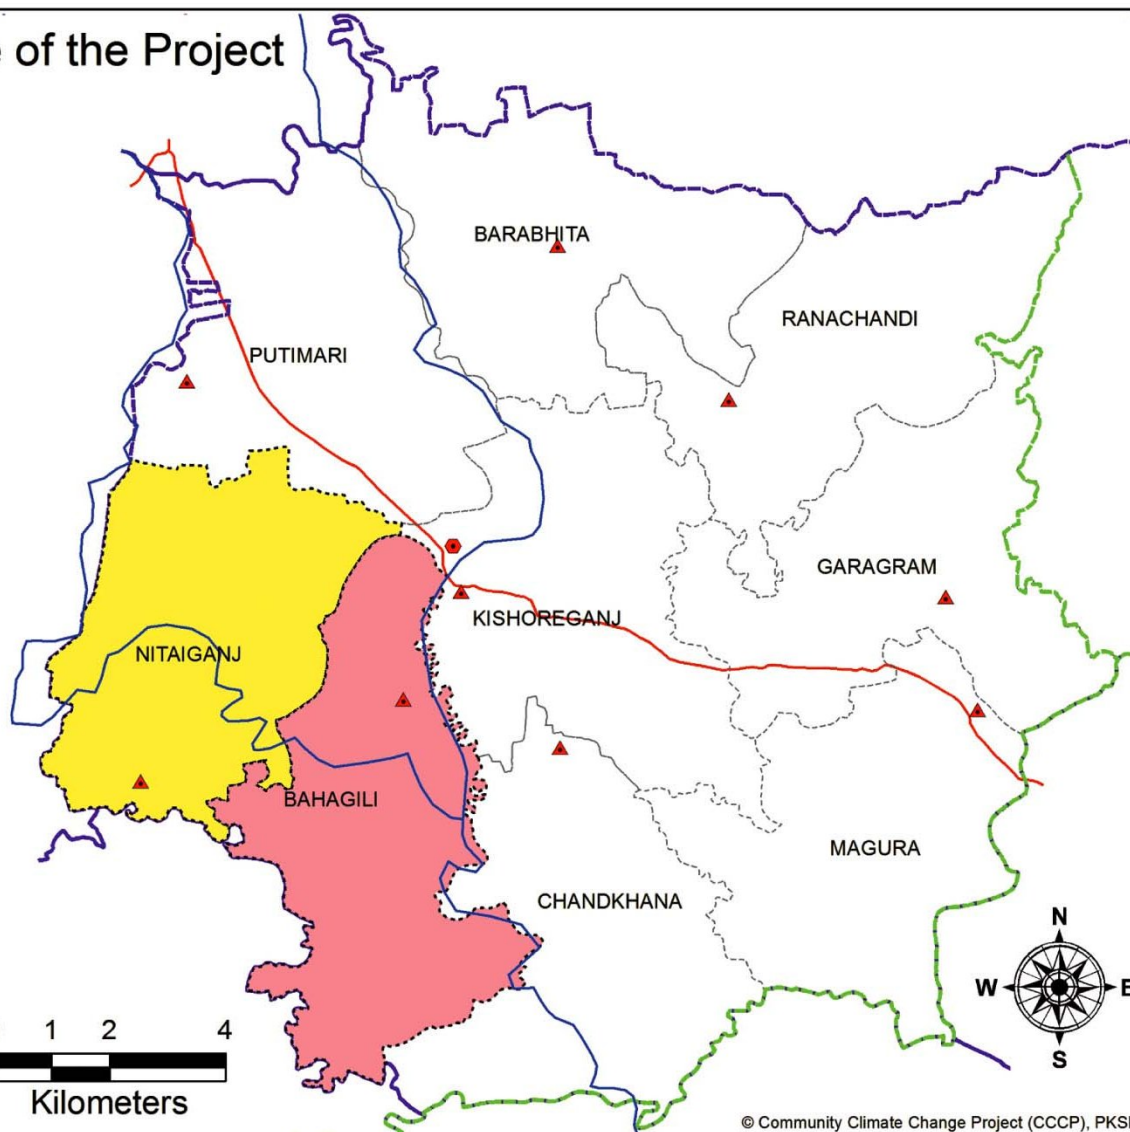 e of the Project
BARABHITA
RANACHANDI
PUTIMARI
GARAGRAM
KISHOREGANJ
NITAIGANJ
BAHAGILI
MAGURA
CHANDKHANA
N
W E
S
1 2 4
Kilometers
© Community Climate Change Project (CCCP), PKS